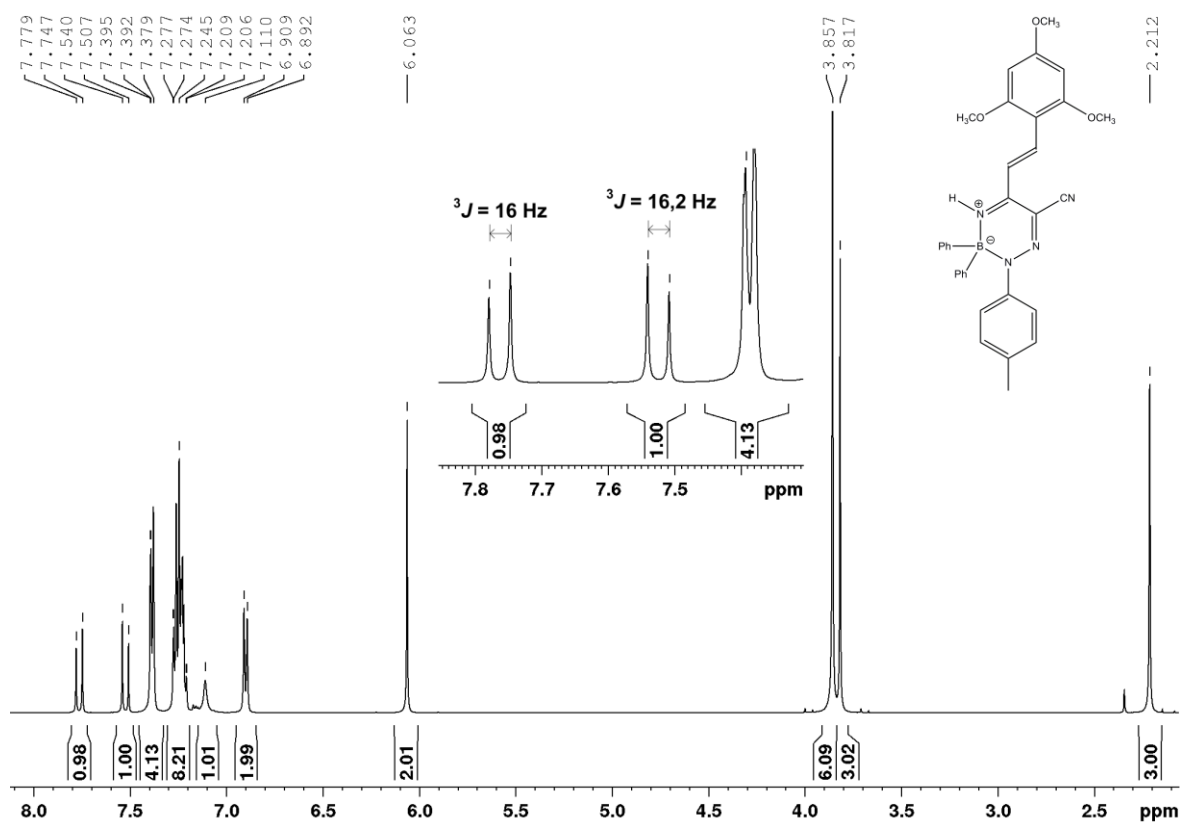 7.779
7.747
7.540
7.507
7.395
7.392
7.379
7.277
7.274
7.245
7.209
7.206
7.110
6.909
6.892
6.063
3.857
3.817
2.212
OCH₃
H₃CO
OCH₃
H
N⊕
CN
Ph
B⊖
N
Ph
N
³J = 16 Hz
³J = 16,2 Hz
0.98
1.00
4.13
7.8 7.7 7.6 7.5 ppm
0.98
1.00
4.13
8.21
1.01
1.99
2.01
6.09
3.02
3.00
8.0 7.5 7.0 6.5 6.0 5.5 5.0 4.5 4.0 3.5 3.0 2.5 ppm